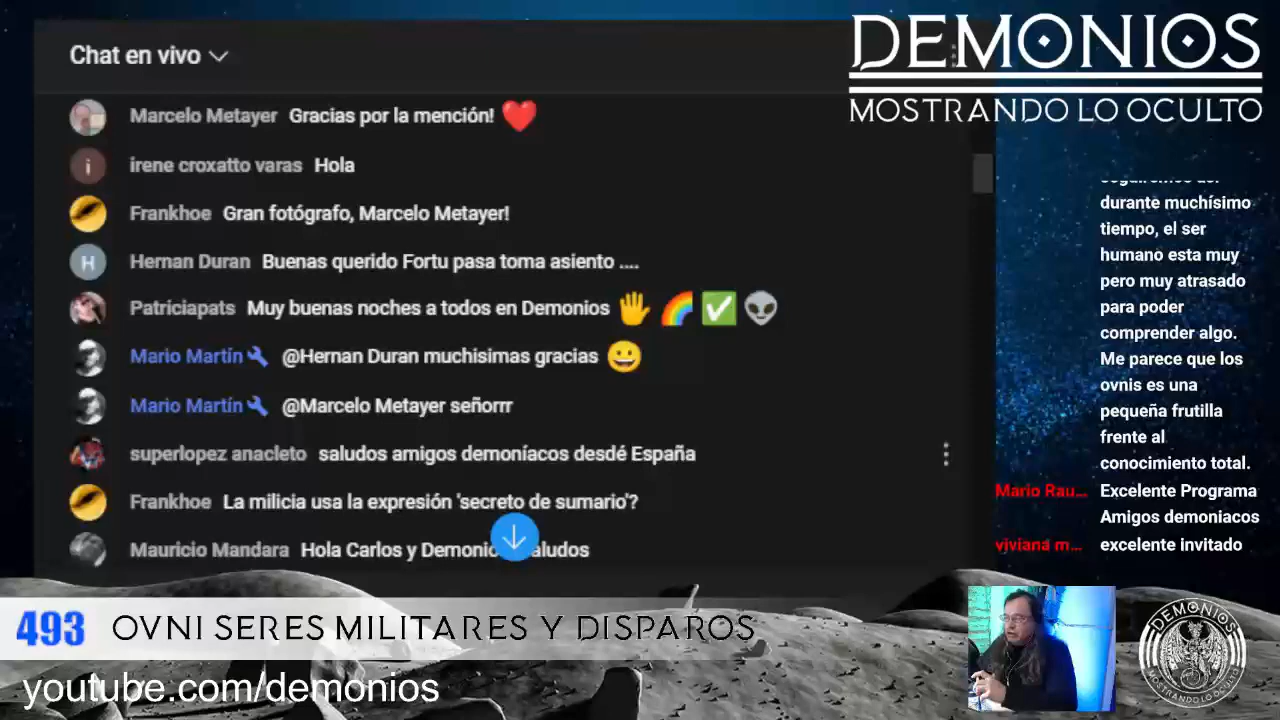 Chat en vivo
Marcelo Metayer Gracias por la mención! ❤️
i irene croxatto varas Hola
Frankhoe Gran fotógrafo, Marcelo Metayer!
H Hernan Duran Buenas querido Fortu pasa toma asiento ....
Patriciapats Muy buenas noches a todos en Demonios 🖐️ 🌈 ✅ 👽
Mario Martín @Hernan Duran muchisimas gracias 😀
Mario Martín @Marcelo Metayer señorrr
superlopez anacleto saludos amigos demoníacos desdé España
Frankhoe La milicia usa la expresión 'secreto de sumario'?
Mauricio Mandara Hola Carlos y saludos
DEMONIOS
MOSTRANDO LO OCULTO
durante muchísimo
tiempo, el ser
humano esta muy
pero muy atrasado
para poder
comprender algo.
Me parece que los
ovnis es una
pequeña frutilla
frente al
conocimiento total.
Mario Rau... Excelente Programa
Amigos demoniacos
viviana m... excelente invitado
493 OVNI SERES MILITARES Y DISPAROS
youtube.com/demonios
DEMONIOS
MOSTRANDO LO OCULTO